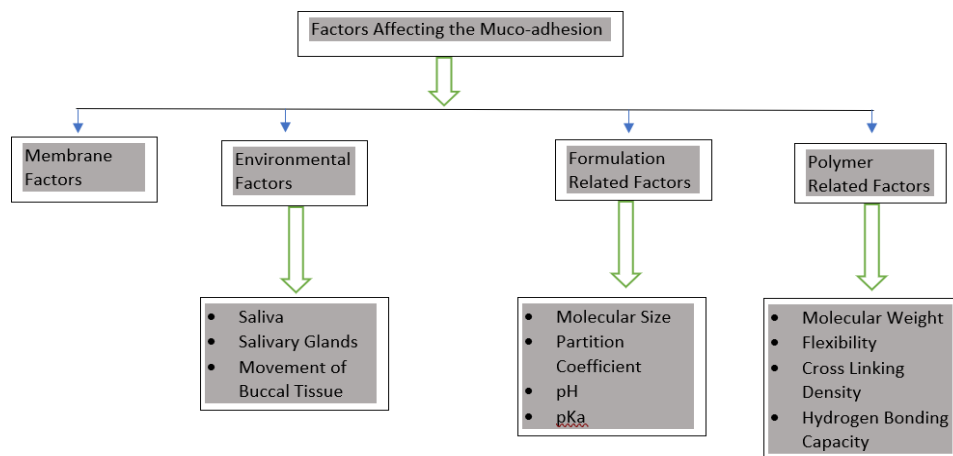 Factors Affecting the Muco-adhesion
Membrane
Factors
Environmental
Factors
Formulation
Related Factors
Polymer
Related Factors
• Saliva
• Salivary Glands
• Movement of
Buccal Tissue
• Molecular Size
• Partition
Coefficient
• pH
• pKa
• Molecular Weight
• Flexibility
• Cross Linking
Density
• Hydrogen Bonding
Capacity